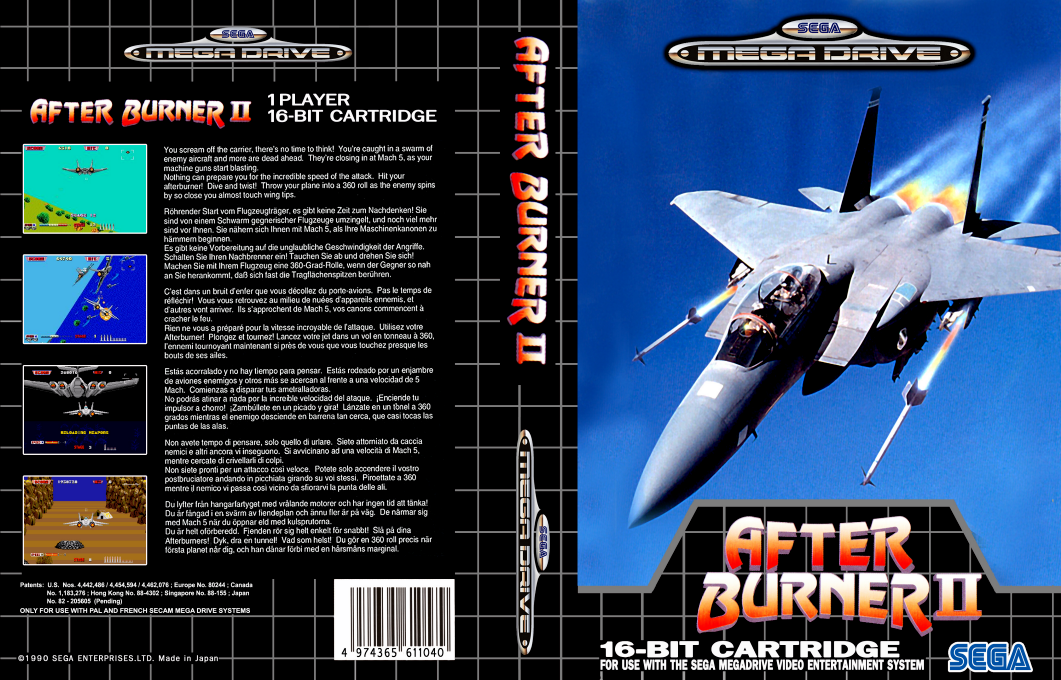 SEGA
MEGA DRIVE
AFTER BURNER II
1 PLAYER
16-BIT CARTRIDGE
You scream off the carrier, there's no time to think! You're caught in a swarm of
enemy aircraft and more are dead ahead. They're closing in at Mach 5, as your
machine guns start blasting.
Nothing can prepare you for the incredible speed of the attack. Hit your
afterburner! Dive and twist! Throw your plane into a 360 roll as the enemy spins
by so close you almost touch wing tips.
Röhrender Start vom Flugzeugträger, es gibt keine Zeit zum Nachdenken! Sie
sind von einem Schwarm gegnerischer Flugzeuge umzingelt, und noch viel mehr
sind vor Ihnen. Sie nähern sich Ihnen mit Mach 5, als Ihre Maschinenkanonen zu
hämmern beginnen.
Es gibt keine Vorbereitung auf die unglaubliche Geschwindigkeit der Angriffe.
Schalten Sie Ihren Nachbrenner ein! Tauchen Sie ab und drehen Sie sich!
Machen Sie mit Ihrem Flugzeug eine 360-Grad-Rolle, wenn der Gegner so nah
an Sie herankommt, daß sich fast die Tragflächenspitzen berühren.
C'est dans un bruit d'enfer que vous décollez du porte-avions. Pas le temps de
réfléchir! Vous vous retrouvez au milieu de nuées d'appareils ennemis, et
d'autres vont arriver. Ils s'approchent de Mach 5, vos canons commencent à
cracher le feu.
Rien ne vous a préparé pour la vitesse incroyable de l'attaque. Utilisez votre
Afterburner! Plongez et tournez! Lancez votre jet dans un vol en tonneau à 360,
l'ennemi tournoyant maintenant si près de vous que vous touchez presque les
bouts de ses ailes.
Estás acorralado y no hay tiempo para pensar. Estás rodeado por un enjambre
de aviones enemigos y otros más se acercan al frente a una velocidad de 5
Mach. Comienzas a disparar tus ametralladoras.
No podrás atinar a nada por la increíble velocidad del ataque. ¡Enciende tu
impulsor a chorro! ¡Zambúllete en un picado y gira! Lánzate en un tónel a 360
grados mientras el enemigo desciende en barrena tan cerca, que casi tocas las
puntas de las alas.
Non avete tempo di pensare, solo quello di urlare. Siete attorniato da caccia
nemici e altri ancora vi inseguono. Si avvicinano ad una velocità di Mach 5,
mentre cercate di crivellarli di colpi.
Non siete pronti per un attacco così veloce. Potete solo accendere il vostro
postbruciatore andando in picchiata girando su voi stessi. Piroettate a 360
mentre il nemico vi passa così vicino da sfiorarvi la punta delle ali.
Du lyfter från hangarfartyget med vrålande motorer och har ingen tid att tänka!
Du är fångad i en svärm av fiendeplan och ännu fler är på väg. De närmar sig
med Mach 5 när du öppnar eld med kulsprutorna.
Du är helt oförberedd. Fjenden rör sig helt enkelt för snabbt! Slå på dina
Afterburners! Dyk, dra en tunnel! Vad som helst! Du gör en 360 roll precis när
första planet når dig, och han dånar förbi med en hårsmåns marginal.
RELOADING WEAPONS
Patents: U.S. Nos. 4,442,486 / 4,454,594 / 4,462,076 ; Europe No. 80244 ; Canada
No. 1,183,276 ; Hong Kong No. 88-4302 ; Singapore No. 88-155 ; Japan
No. 82 - 205605 (Pending)
ONLY FOR USE WITH PAL AND FRENCH SECAM MEGA DRIVE SYSTEMS
4 974365 611040
©1990 SEGA ENTERPRISES.LTD. Made in Japan
AFTER BURNER II
SEGA
MEGA DRIVE
SEGA
MEGA DRIVE
AFTER
BURNER II
16-BIT CARTRIDGE
FOR USE WITH THE SEGA MEGADRIVE VIDEO ENTERTAINMENT SYSTEM
SEGA